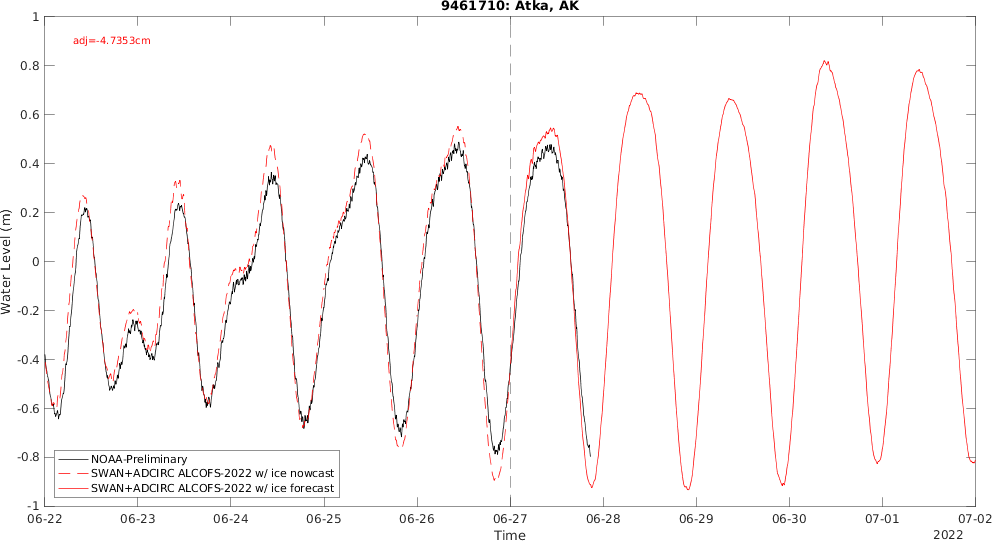 9461710: Atka, AK
adj=-4.7353cm
1
0.8
0.6
0.4
0.2
0
-0.2
-0.4
-0.6
-0.8
-1
Water Level (m)
NOAA-Preliminary
SWAN+ADCIRC ALCOFS-2022 w/ ice nowcast
SWAN+ADCIRC ALCOFS-2022 w/ ice forecast
06-22 06-23 06-24 06-25 06-26 06-27 06-28 06-29 06-30 07-01 07-02
Time
2022